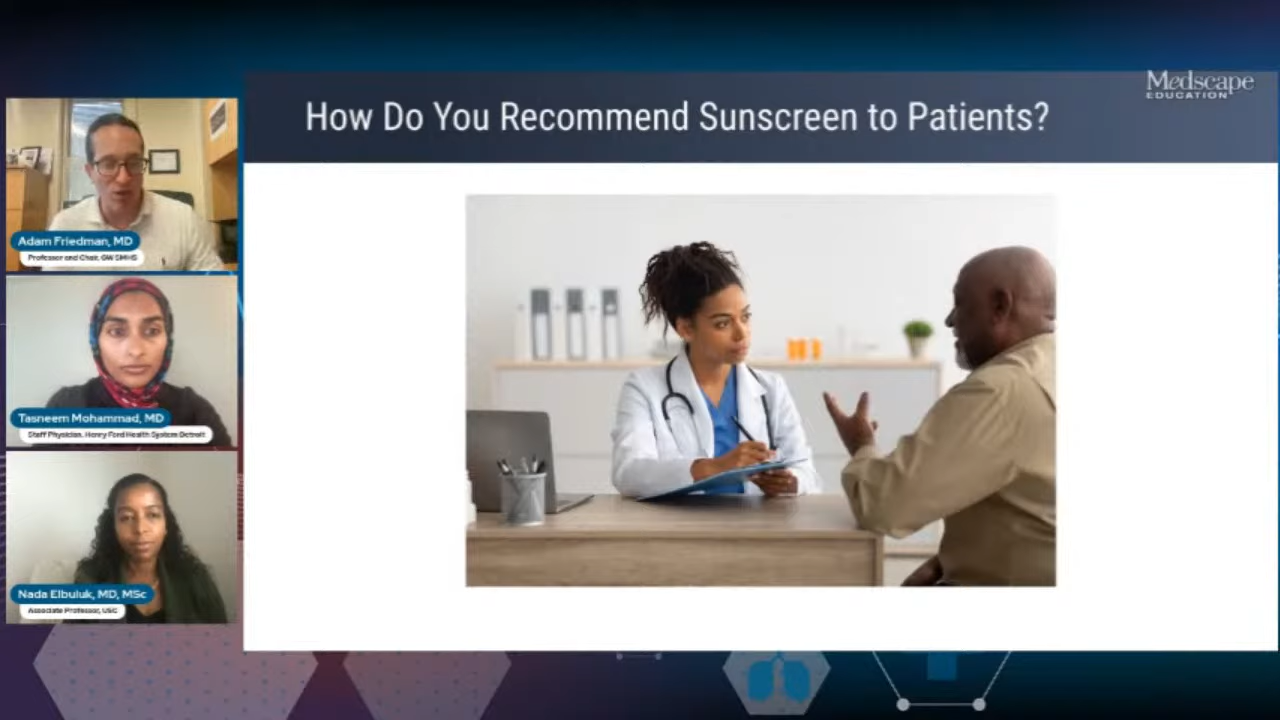 Medscape
EDUCATION
How Do You Recommend Sunscreen to Patients?
Adam Friedman, MD
Professor and Chair, GW SMHS
Tasneem Mohammad, MD
Staff Physician, Henry Ford Health System Detroit
Nada Elbuluk, MD, MSc
Associate Professor, USC